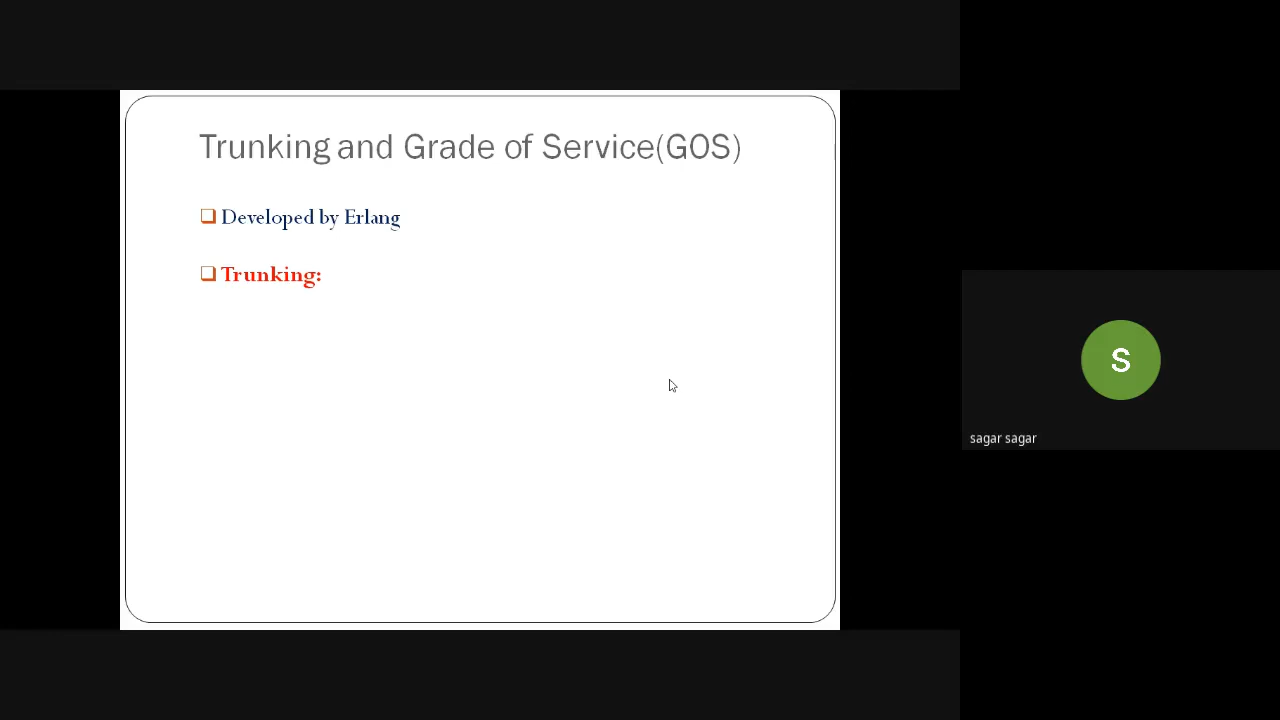 Trunking and Grade of Service(GOS)
Developed by Erlang
Trunking:
S
sagar sagar